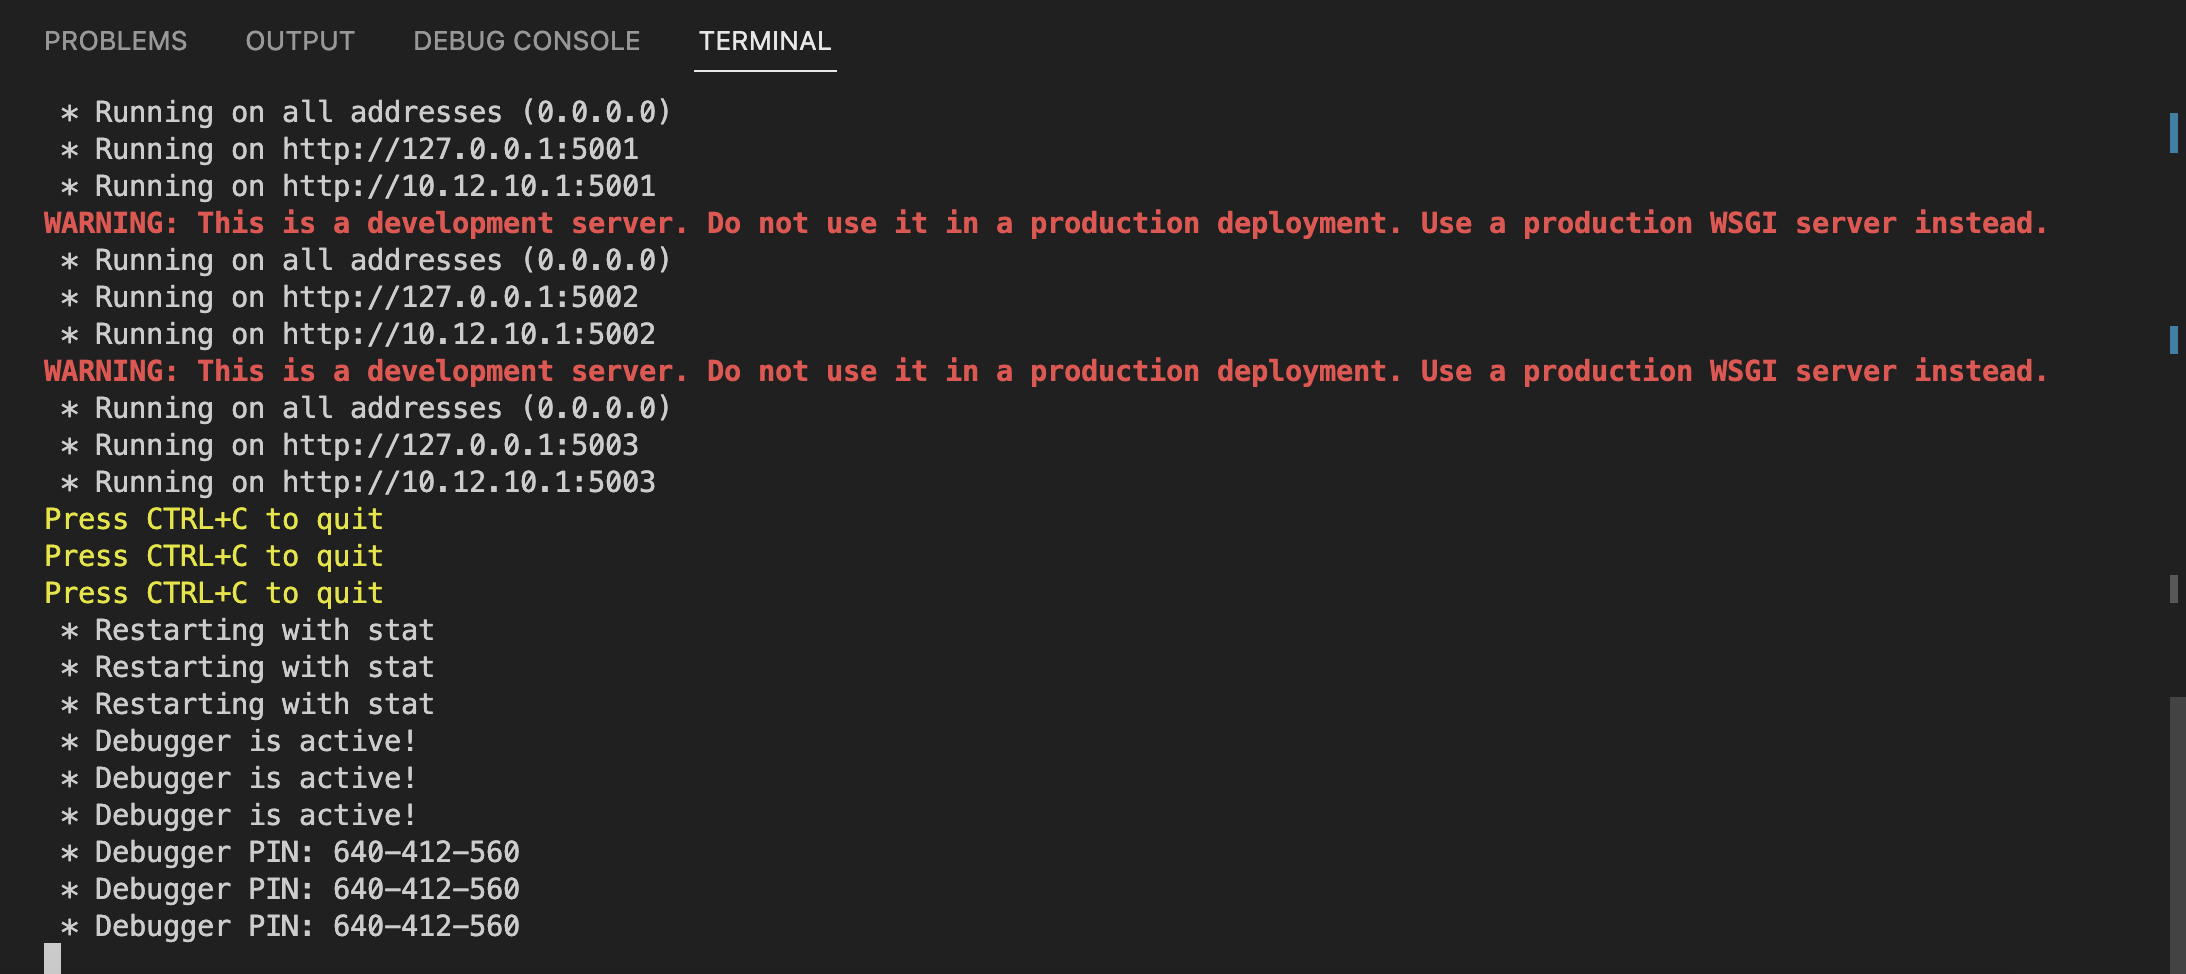 PROBLEMS OUTPUT DEBUG CONSOLE TERMINAL
* Running on all addresses (0.0.0.0)
* Running on http://127.0.0.1:5001
* Running on http://10.12.10.1:5001
WARNING: This is a development server. Do not use it in a production deployment. Use a production WSGI server instead.
* Running on all addresses (0.0.0.0)
* Running on http://127.0.0.1:5002
* Running on http://10.12.10.1:5002
WARNING: This is a development server. Do not use it in a production deployment. Use a production WSGI server instead.
* Running on all addresses (0.0.0.0)
* Running on http://127.0.0.1:5003
* Running on http://10.12.10.1:5003
Press CTRL+C to quit
Press CTRL+C to quit
Press CTRL+C to quit
* Restarting with stat
* Restarting with stat
* Restarting with stat
* Debugger is active!
* Debugger is active!
* Debugger is active!
* Debugger PIN: 640-412-560
* Debugger PIN: 640-412-560
* Debugger PIN: 640-412-560